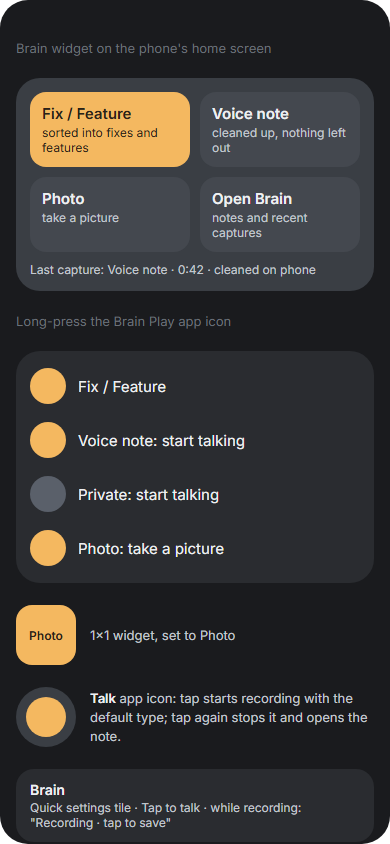 Brain widget on the phone's home screen
Fix / Feature
sorted into fixes and
features
Voice note
cleaned up, nothing left
out
Photo
take a picture
Open Brain
notes and recent
captures
Last capture: Voice note · 0:42 · cleaned on phone
Long-press the Brain Play app icon
Fix / Feature
Voice note: start talking
Private: start talking
Photo: take a picture
Photo
1×1 widget, set to Photo
Talk app icon: tap starts recording with the
default type; tap again stops it and opens the
note.
Brain
Quick settings tile · Tap to talk · while recording:
"Recording · tap to save"